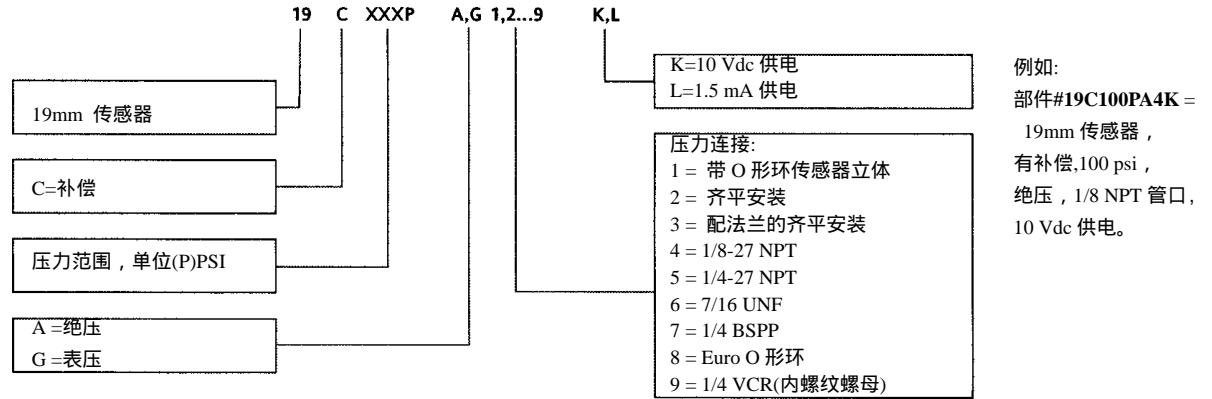 19 C XXXP A,G 1,2...9 K,L
19mm 传感器
C=补偿
压力范围，单位(P)PSI
A =绝压
G =表压
K=10 Vdc 供电
L=1.5 mA 供电
压力连接:
1 = 带 O 形环传感器立体
2 = 齐平安装
3 = 配法兰的齐平安装
4 = 1/8-27 NPT
5 = 1/4-27 NPT
6 = 7/16 UNF
7 = 1/4 BSPP
8 = Euro O 形环
9 = 1/4 VCR(内螺纹螺母)
例如:
部件#19C100PA4K =
19mm 传感器，
有补偿,100 psi，
绝压，1/8 NPT 管口,
10 Vdc 供电。